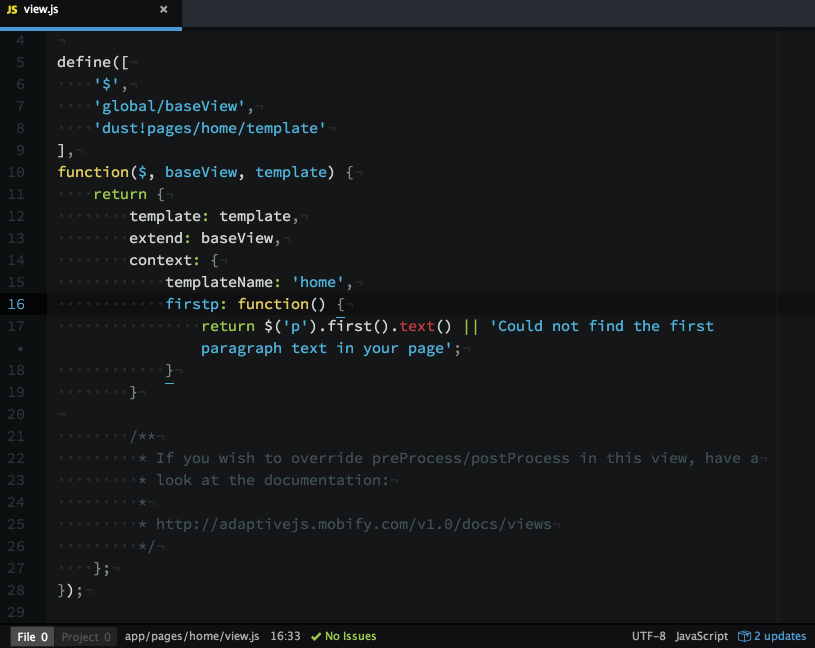 JS view.js ×
4 ¬
5 define([¬
6 ····'$',¬
7 ····'global/baseView',¬
8 ····'dust!pages/home/template'¬
9 ],¬
10 function($, baseView, template) {¬
11 ····return {¬
12 ········template: template,¬
13 ········extend: baseView,¬
14 ········context: {¬
15 ············templateName: 'home',¬
16 ············firstp: function() {¬
17 ················return $('p').first().text() || 'Could not find the first
• paragraph text in your page';¬
18 ············}¬
19 ········}¬
20 ¬
21 ········/**¬
22 ········ * If you wish to override preProcess/postProcess in this view, have a¬
23 ········ * look at the documentation:¬
24 ········ *¬
25 ········ * http://adaptivejs.mobify.com/v1.0/docs/views¬
26 ········ */¬
27 ····};¬
28 });¬
29
File 0 Project 0 app/pages/home/view.js 16:33 ✓ No Issues UTF-8 JavaScript 2 updates